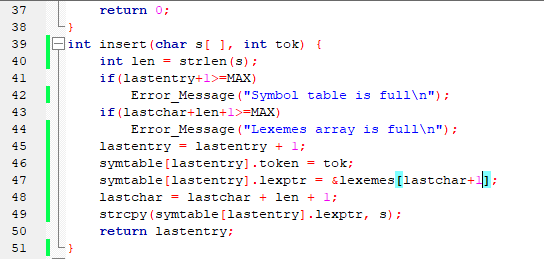 37 return 0;
38 }
39 int insert(char s[ ], int tok) {
40 int len = strlen(s);
41 if(lastentry+1>=MAX)
42 Error_Message("Symbol table is full\n");
43 if(lastchar+len+1>=MAX)
44 Error_Message("Lexemes array is full\n");
45 lastentry = lastentry + 1;
46 symtable[lastentry].token = tok;
47 symtable[lastentry].lexptr = &lexemes[lastchar+1];
48 lastchar = lastchar + len + 1;
49 strcpy(symtable[lastentry].lexptr, s);
50 return lastentry;
51 }